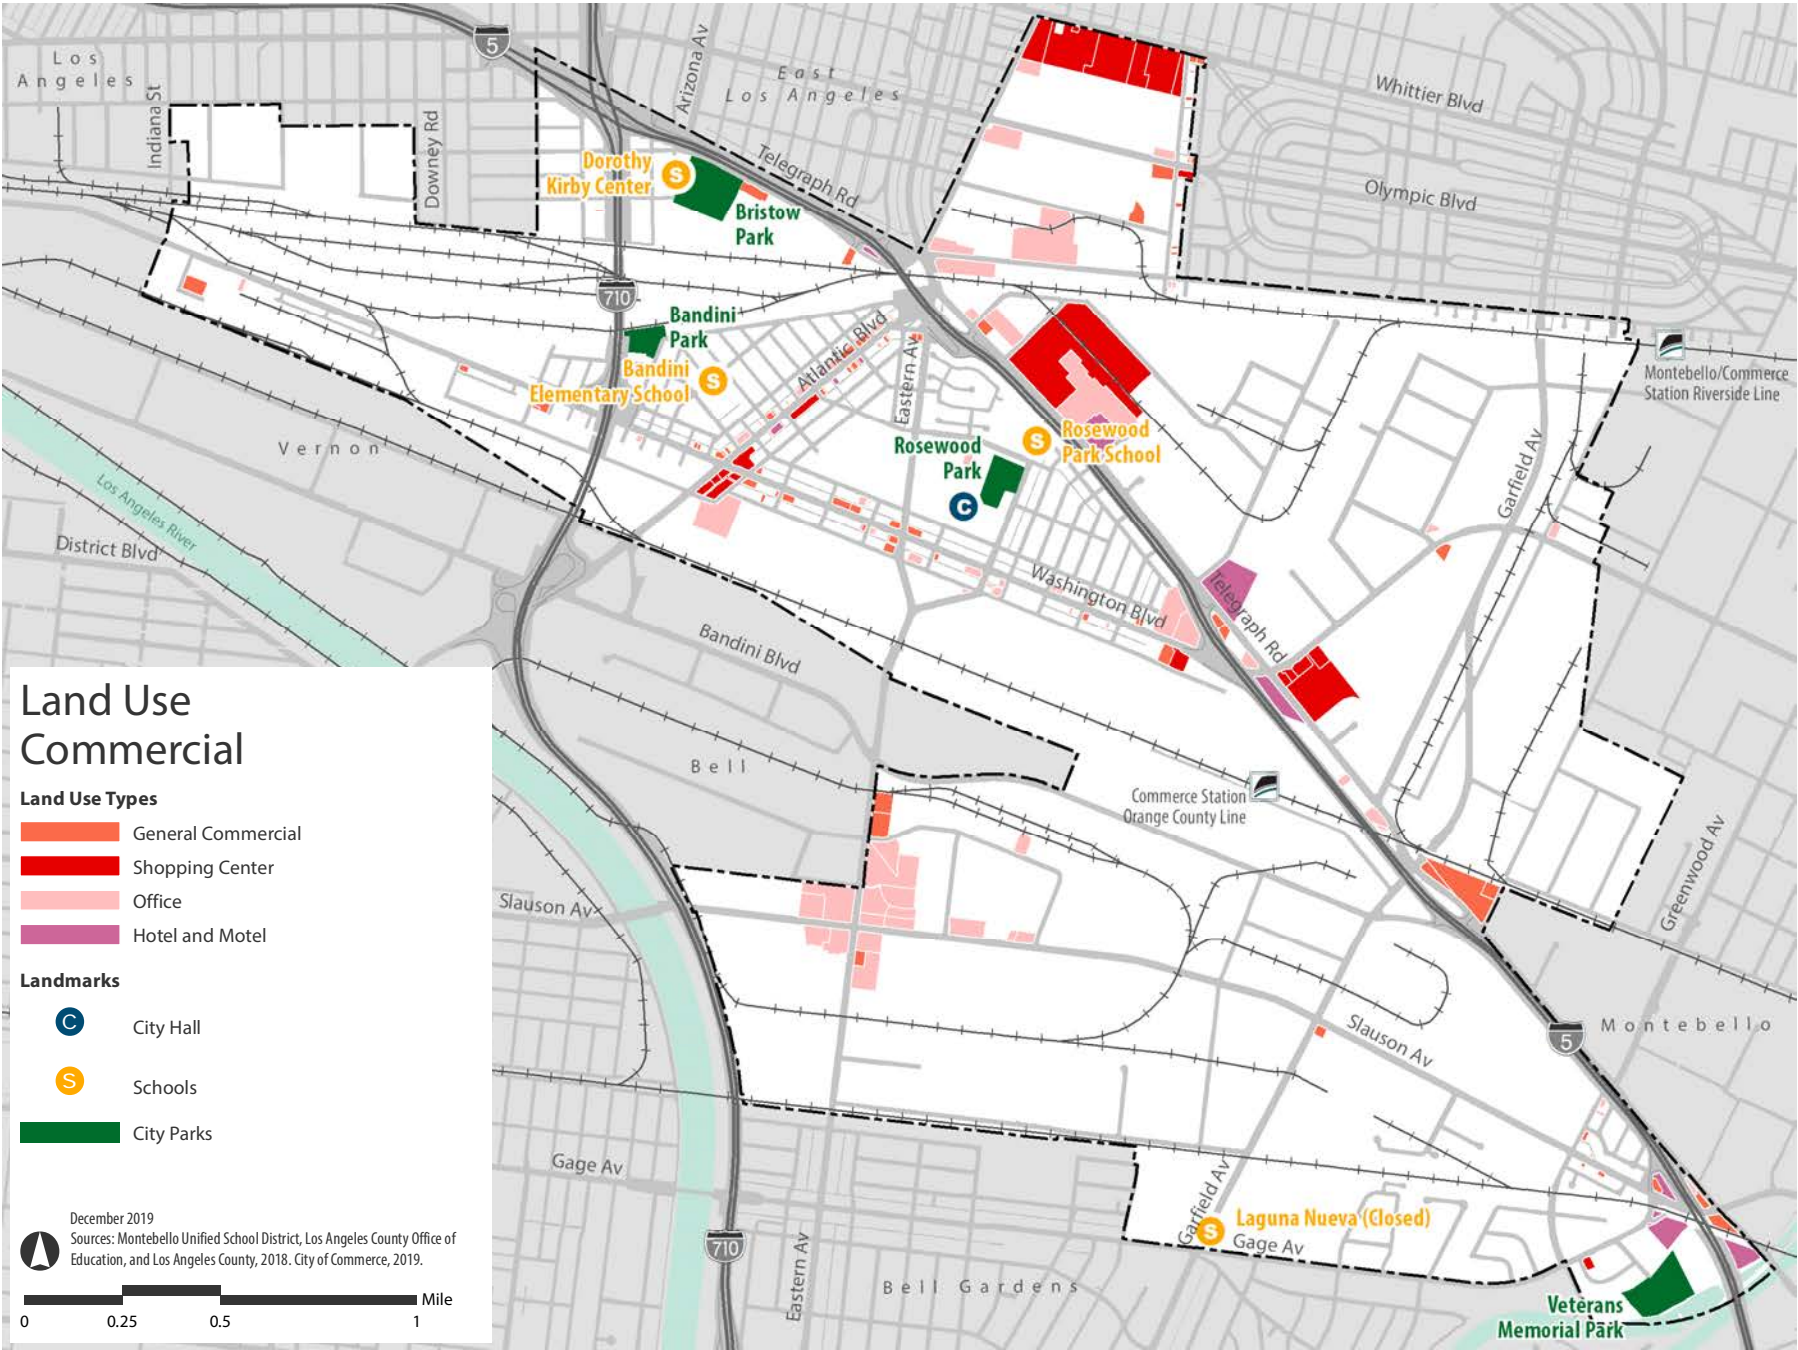 Los
Angeles
Indiana St
Downey Rd
5
Arizona Av
East
Los Angeles
Whittier Blvd
Olympic Blvd
Telegraph Rd
Dorothy
Kirby Center
S
Bristow
Park
710
Bandini
Park
Bandini
Elementary School
S
Atlantic Blvd
Eastern Av
Montebello/Commerce
Station Riverside Line
Rosewood
Park
S
Rosewood
Park School
C
Garfield Av
Vernon
Los Angeles River
District Blvd
Washington Blvd
Telegraph Rd
Bandini Blvd
Bell
Commerce Station
Orange County Line
Greenwood Av
Slauson Av
Slauson Av
5
Montebello
Gage Av
Garfield Av
S
Laguna Nueva (Closed)
Gage Av
710
Eastern Av
Bell Gardens
Veterans
Memorial Park
Land Use
Commercial
Land Use Types
General Commercial
Shopping Center
Office
Hotel and Motel
Landmarks
C
City Hall
S
Schools
City Parks
December 2019
Sources: Montebello Unified School District, Los Angeles County Office of
Education, and Los Angeles County, 2018. City of Commerce, 2019.
Mile
0 0.25 0.5 1